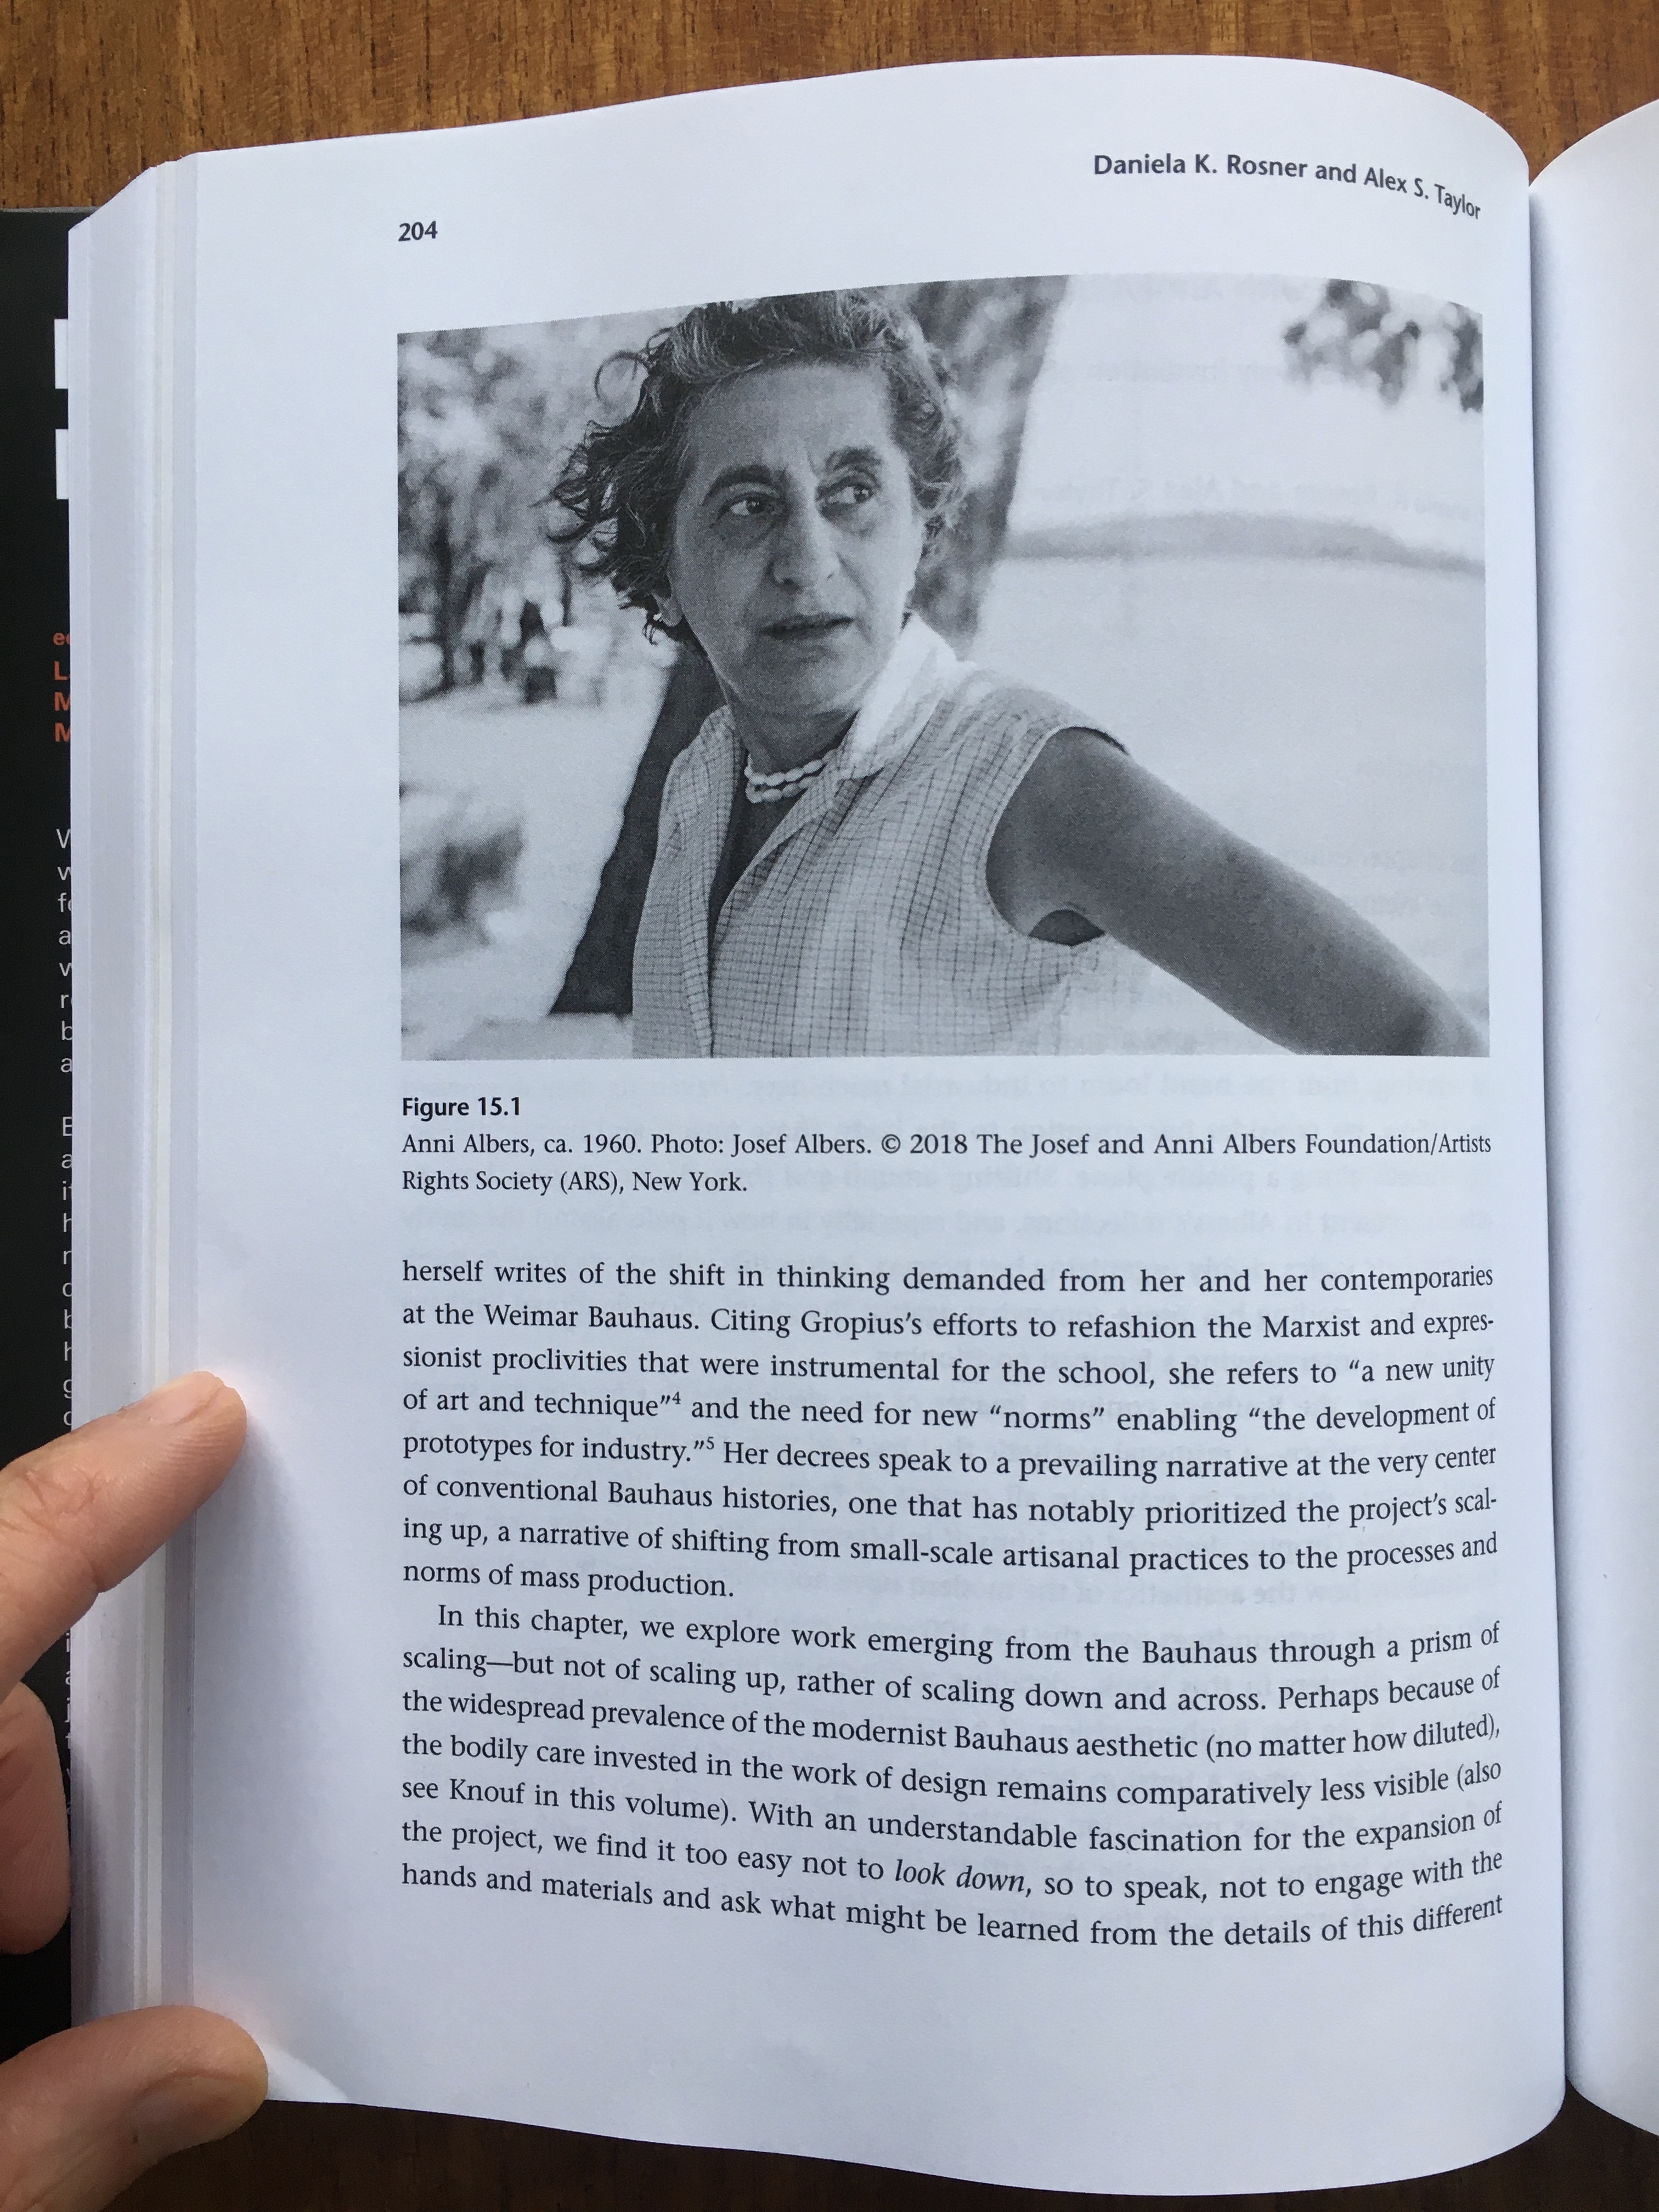 Daniela K. Rosner and Alex S. Taylor
204
Figure 15.1
Anni Albers, ca. 1960. Photo: Josef Albers. © 2018 The Josef and Anni Albers Foundation/Artists
Rights Society (ARS), New York.
herself writes of the shift in thinking demanded from her and her contemporaries
at the Weimar Bauhaus. Citing Gropius's efforts to refashion the Marxist and expres-
sionist proclivities that were instrumental for the school, she refers to “a new unity
of art and technique”⁴ and the need for new “norms” enabling “the development of
prototypes for industry.”⁵ Her decrees speak to a prevailing narrative at the very center
of conventional Bauhaus histories, one that has notably prioritized the project's scal-
ing up, a narrative of shifting from small-scale artisanal practices to the processes and
norms of mass production.
In this chapter, we explore work emerging from the Bauhaus through a prism of
scaling—but not of scaling up, rather of scaling down and across. Perhaps because of
the widespread prevalence of the modernist Bauhaus aesthetic (no matter how diluted),
the bodily care invested in the work of design remains comparatively less visible (also
see Knouf in this volume). With an understandable fascination for the expansion of
the project, we find it too easy not to look down, so to speak, not to engage with the
hands and materials and ask what might be learned from the details of this different